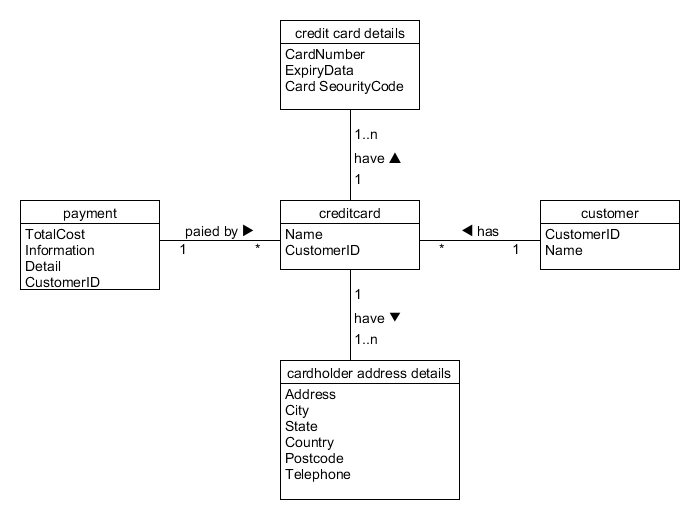 credit card details
CardNumber
ExpiryData
Card SeourityCode
1..n
have ▲
1
payment
TotalCost
Information
Detail
CustomerID
paied by ▶
1 *
creditcard
Name
CustomerID
◀ has
* 1
customer
CustomerID
Name
1
have ▼
1..n
cardholder address details
Address
City
State
Country
Postcode
Telephone